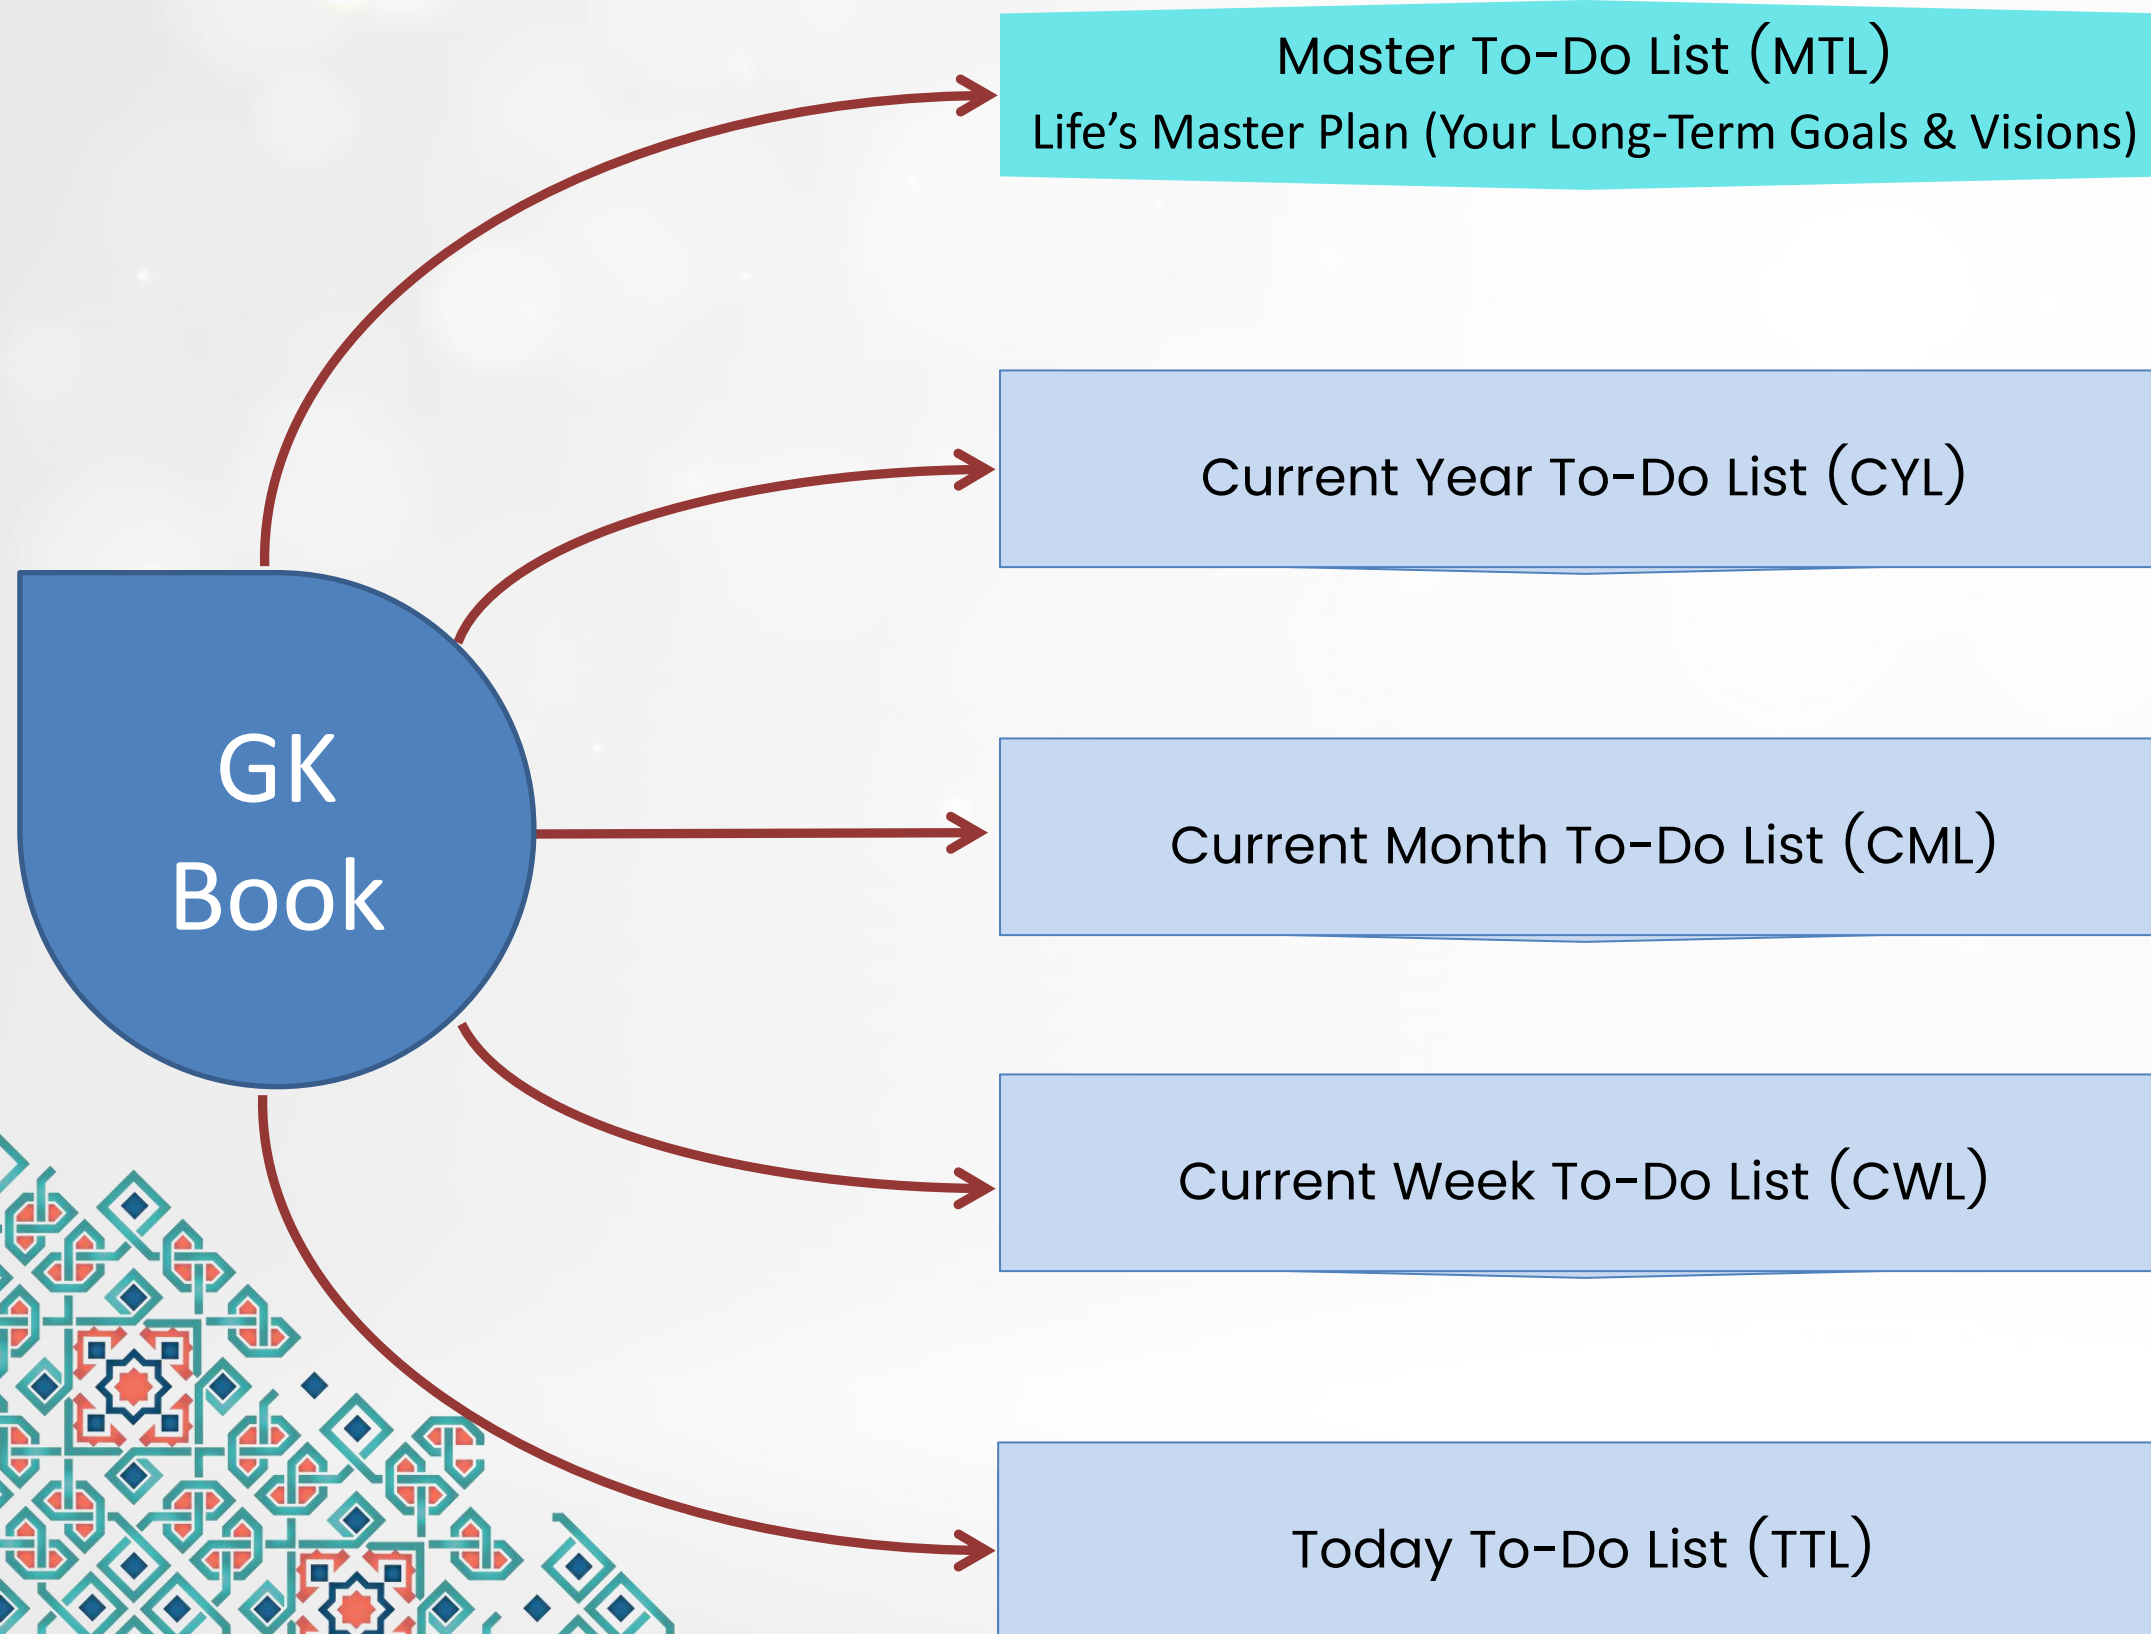 Master To-Do List (MTL)
Life’s Master Plan (Your Long-Term Goals & Visions)
Current Year To-Do List (CYL)
GK
Book
Current Month To-Do List (CML)
Current Week To-Do List (CWL)
Today To-Do List (TTL)